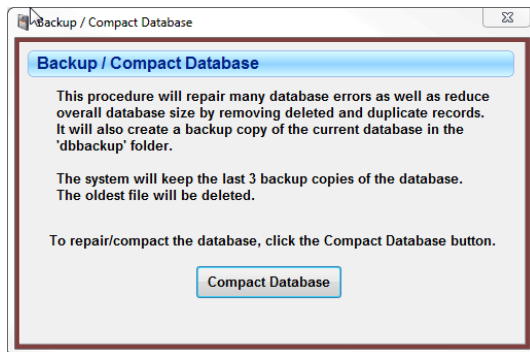 Backup / Compact Database
Backup / Compact Database
This procedure will repair many database errors as well as reduce
overall database size by removing deleted and duplicate records.
It will also create a backup copy of the current database in the
'dbbackup' folder.
The system will keep the last 3 backup copies of the database.
The oldest file will be deleted.
To repair/compact the database, click the Compact Database button.
Compact Database